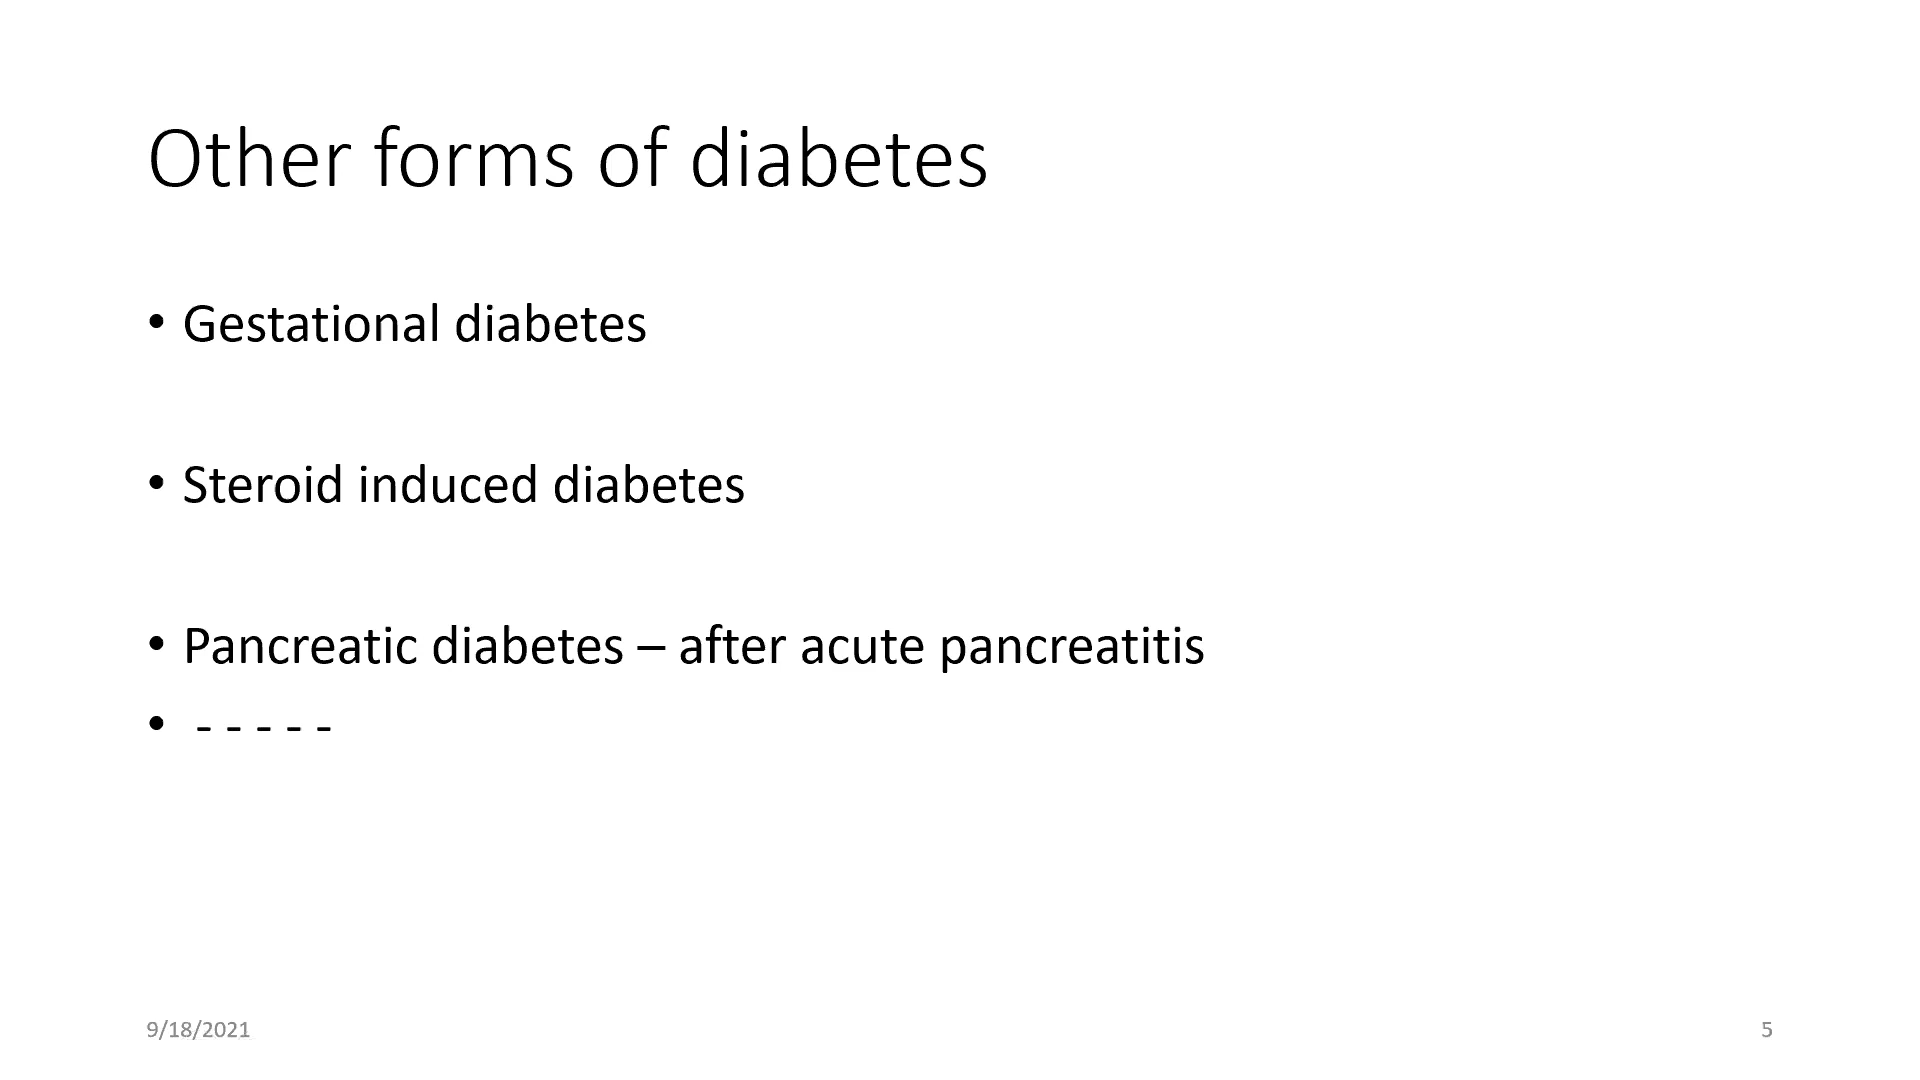 Other forms of diabetes
• Gestational diabetes
• Steroid induced diabetes
• Pancreatic diabetes – after acute pancreatitis
• - - - - -
9/18/2021
5